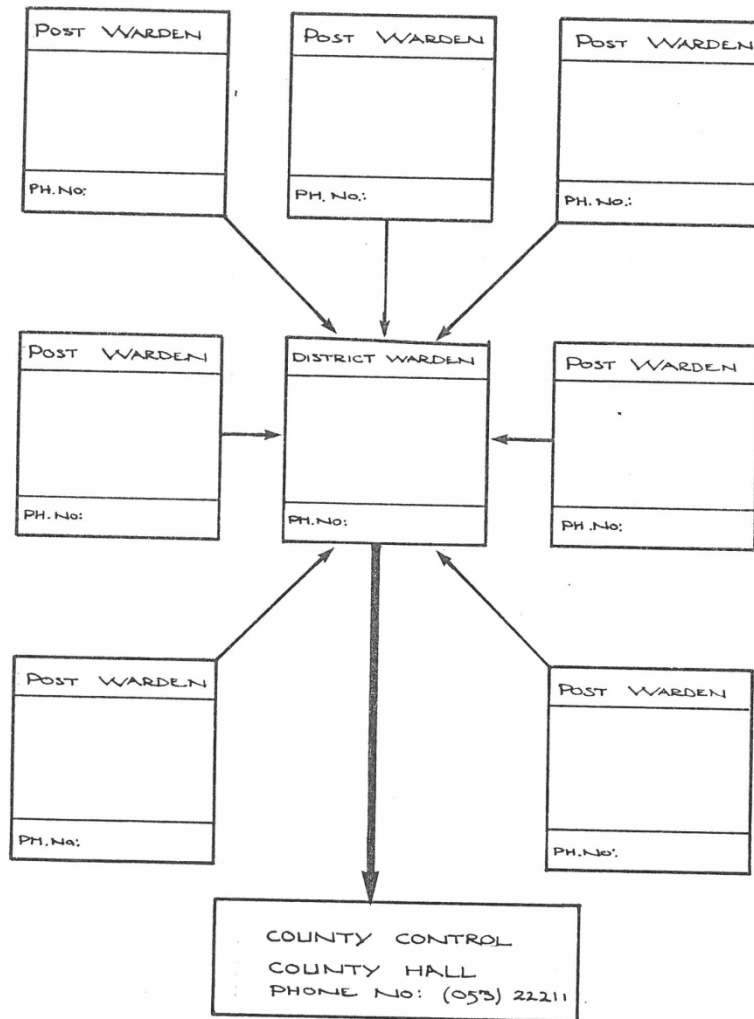 POST WARDEN
PH.No:
POST WARDEN
PH.No.:
POST WARDEN
PH.No.:
POST WARDEN
PH.No:
DISTRICT WARDEN
PH.No:
POST WARDEN
PH.No:
POST WARDEN
PH.No:
POST WARDEN
PH.No:
COUNTY CONTROL
COUNTY HALL
PHONE NO: (053) 22211